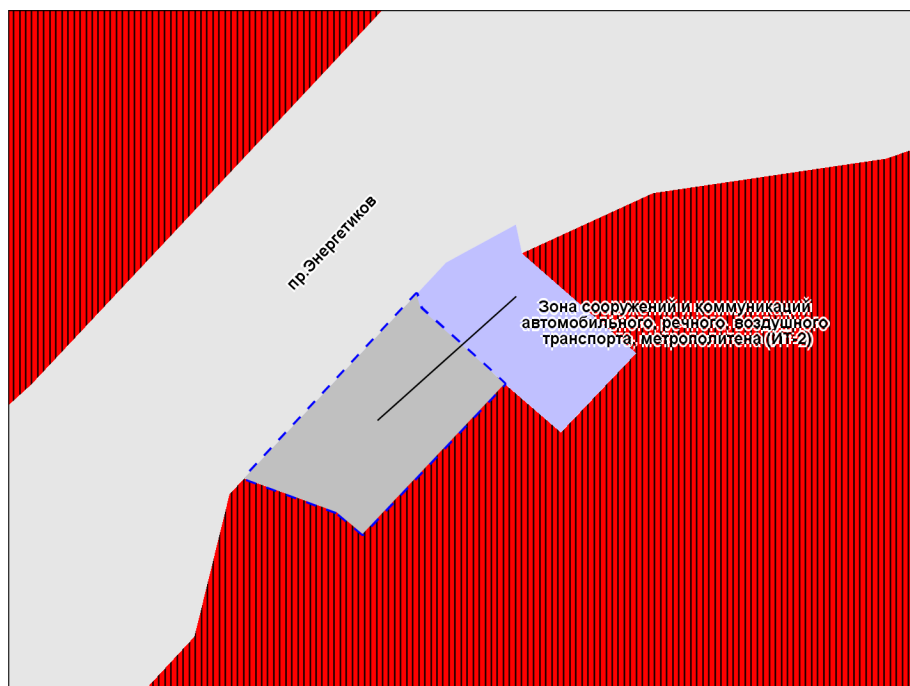 пр.Энергетиков
Зона сооружений и коммуникаций
автомобильного, речного, воздушного
транспорта, метрополитена (ИТ-2)